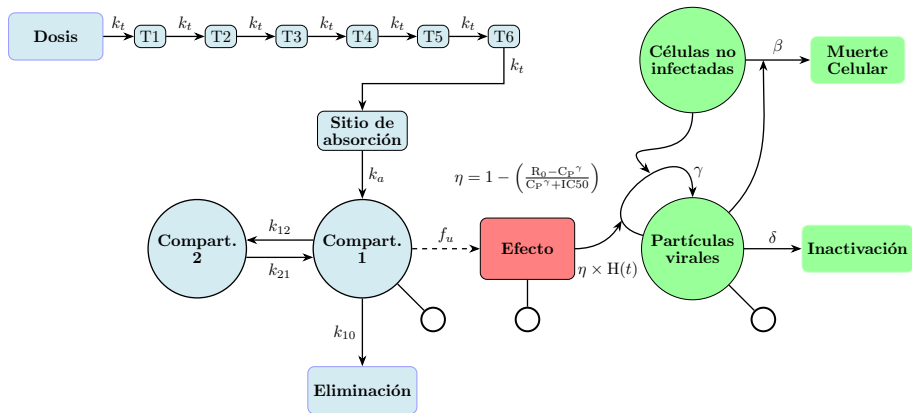 Dosis
k_t
T1
k_t
T2
k_t
T3
k_t
T4
k_t
T5
k_t
T6
k_t
Sitio de
absorción
k_a
Compart.
2
k_12
k_21
Compart.
1
k_10
Eliminación
f_u
Efecto
η = 1 − ( (R_0−C_P^γ) / (C_P^γ+IC50) )
η × H(t)
Células no
infectadas
β
Muerte
Celular
γ
Partículas
virales
δ
Inactivación